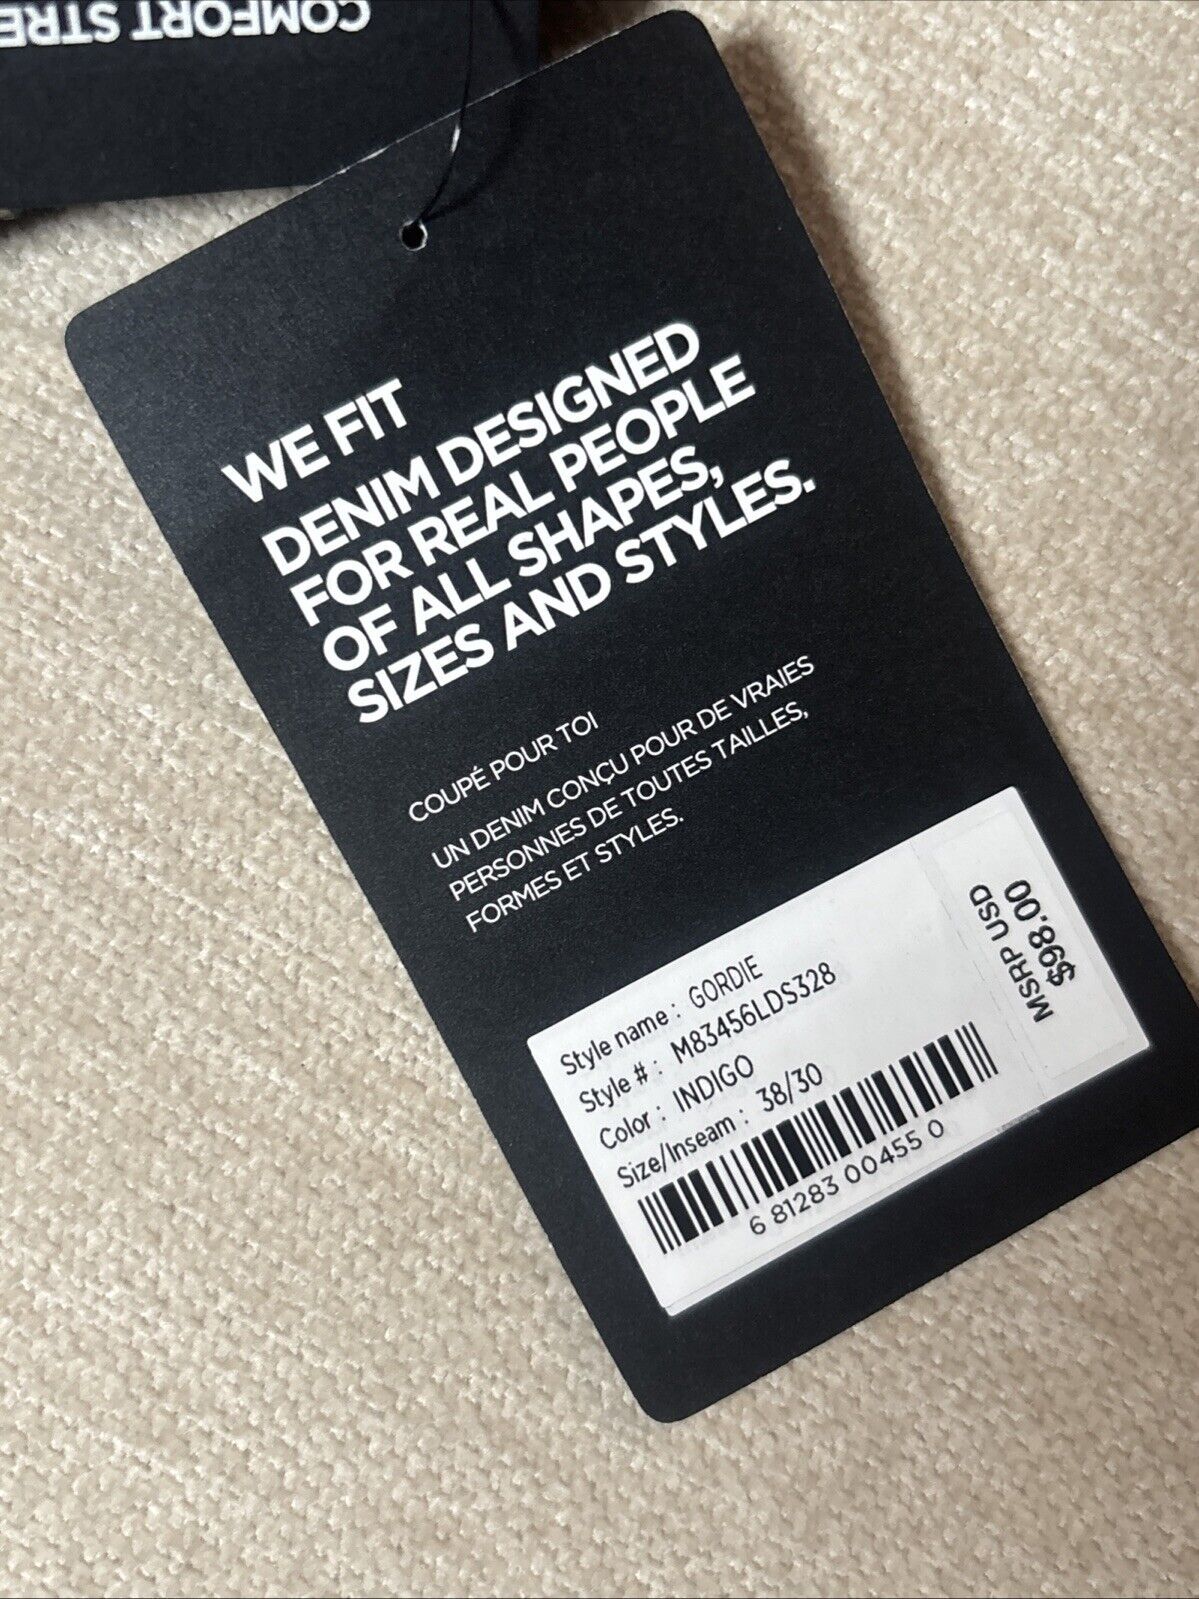 COMFORT STRE
WE FIT
DENIM DESIGNED
FOR REAL PEOPLE
OF ALL SHAPES,
SIZES AND STYLES.
COUPÉ POUR TOI
UN DENIM CONÇU POUR DE VRAIES
PERSONNES DE TOUTES TAILLES,
FORMES ET STYLES.
Style name : GORDIE
Style # : M83456LDS328
Color : INDIGO
Size/Inseam : 38/30
6 81283 00455 0
MSRP USD
$98.00